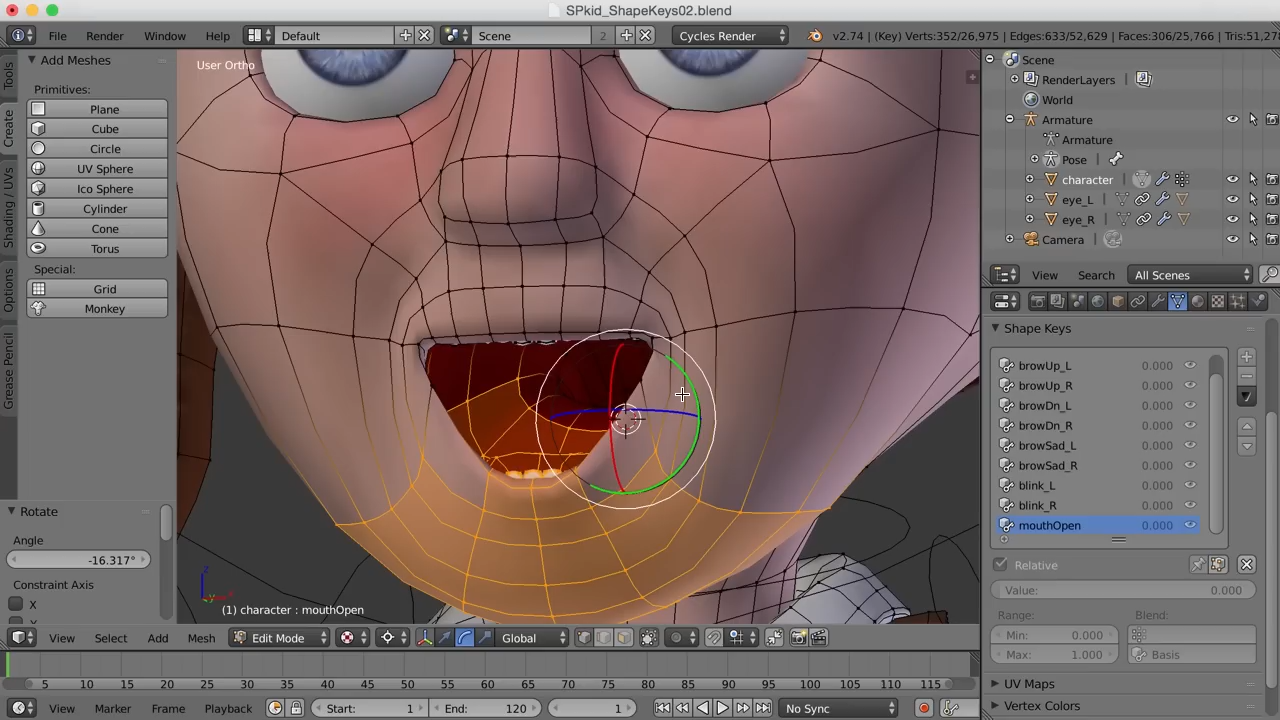 SPkid_ShapeKeys02.blend
File Render Window Help Default Scene 2 Cycles Render v2.74 | (Key) Verts:352/26,975 | Edges:633/52,629 | Faces:306/25,766 | Tris:51,27
Tools
Create
Shading / UVs
Options
Grease Pencil
Add Meshes
Primitives:
Plane
Cube
Circle
UV Sphere
Ico Sphere
Cylinder
Cone
Torus
Special:
Grid
Monkey
Rotate
Angle
-16.317°
Constraint Axis
X
User Ortho
z
(1) character : mouthOpen
View Select Add Mesh Edit Mode Global
5 10 15 20 25 30 35 40 45 50 55 60 65 70 75 80 85 90 95 100 105 110 115
View Marker Frame Playback Start: 1 End: 120 1 No Sync
Scene
RenderLayers
World
Armature
Armature
Pose
character
eye_L
eye_R
Camera
View Search All Scenes
Shape Keys
browUp_L 0.000
browUp_R 0.000
browDn_L 0.000
browDn_R 0.000
browSad_L 0.000
browSad_R 0.000
blink_L 0.000
blink_R 0.000
mouthOpen 0.000
Relative
Value: 0.000
Range: Blend:
Min: 0.000
Max: 1.000 Basis
UV Maps
Vertex Colors